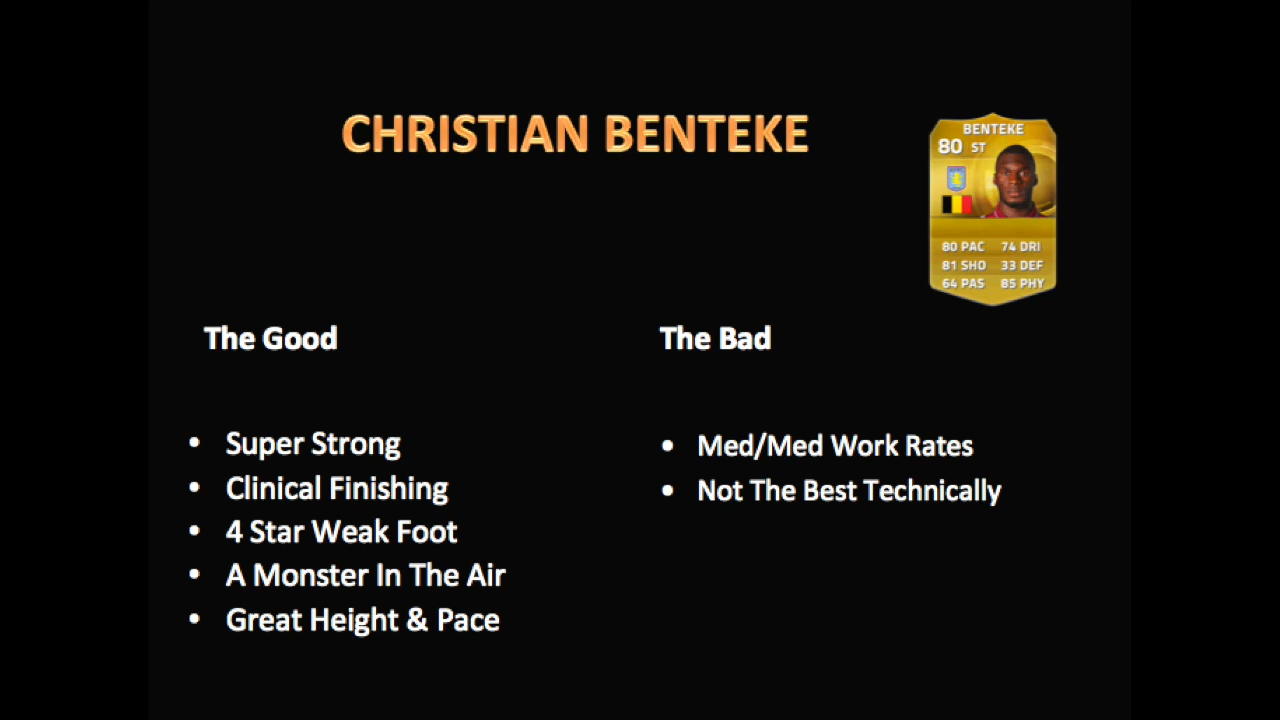 CHRISTIAN BENTEKE
BENTEKE
80 ST
80 PAC 74 DRI
81 SHO 33 DEF
64 PAS 85 PHY
The Good
• Super Strong
• Clinical Finishing
• 4 Star Weak Foot
• A Monster In The Air
• Great Height & Pace
The Bad
• Med/Med Work Rates
• Not The Best Technically